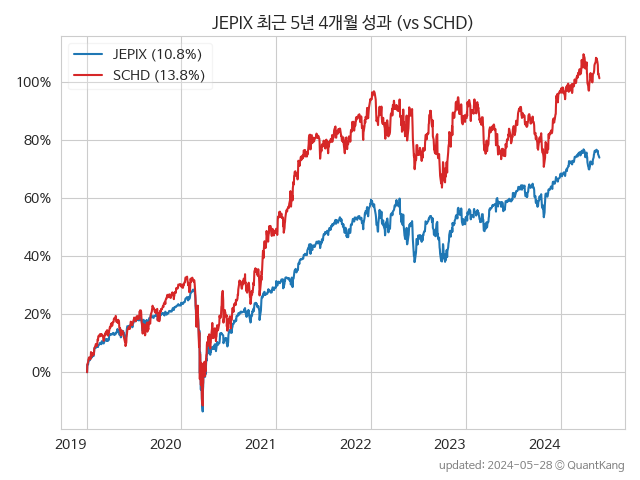 JEPIX 최근 5년 4개월 성과 (vs SCHD)
JEPIX (10.8%)
SCHD (13.8%)
100%
80%
60%
40%
20%
0%
2019 2020 2021 2022 2023 2024
updated: 2024-05-28 © QuantKang